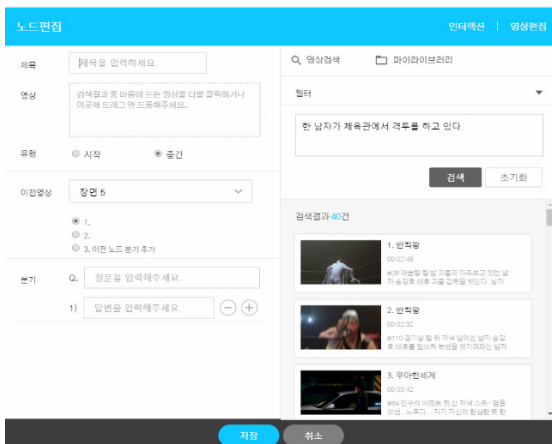 노드편집
인터랙션 | 영상편집
제목
제목을 입력하세요.
영상
검색결과 중 마음에 드는 영상을 더블 클릭하거나
이곳에 드래그 앤 드롭해주세요.
유형
시작
중간
이전영상
장면 5
1.
2.
3. 이전 노드 분기 추가
분기
Q. 질문을 입력해주세요.
1) 답변을 입력해주세요.
영상검색
마이라이브러리
필터
한 남자가 체육관에서 격투를 하고 있다.
검색
초기화
검색결과 40건
1. 반칙왕
00:02:49
2. 반칙왕
00:02:32
3. 우아한세계
00:03:42
저장
취소